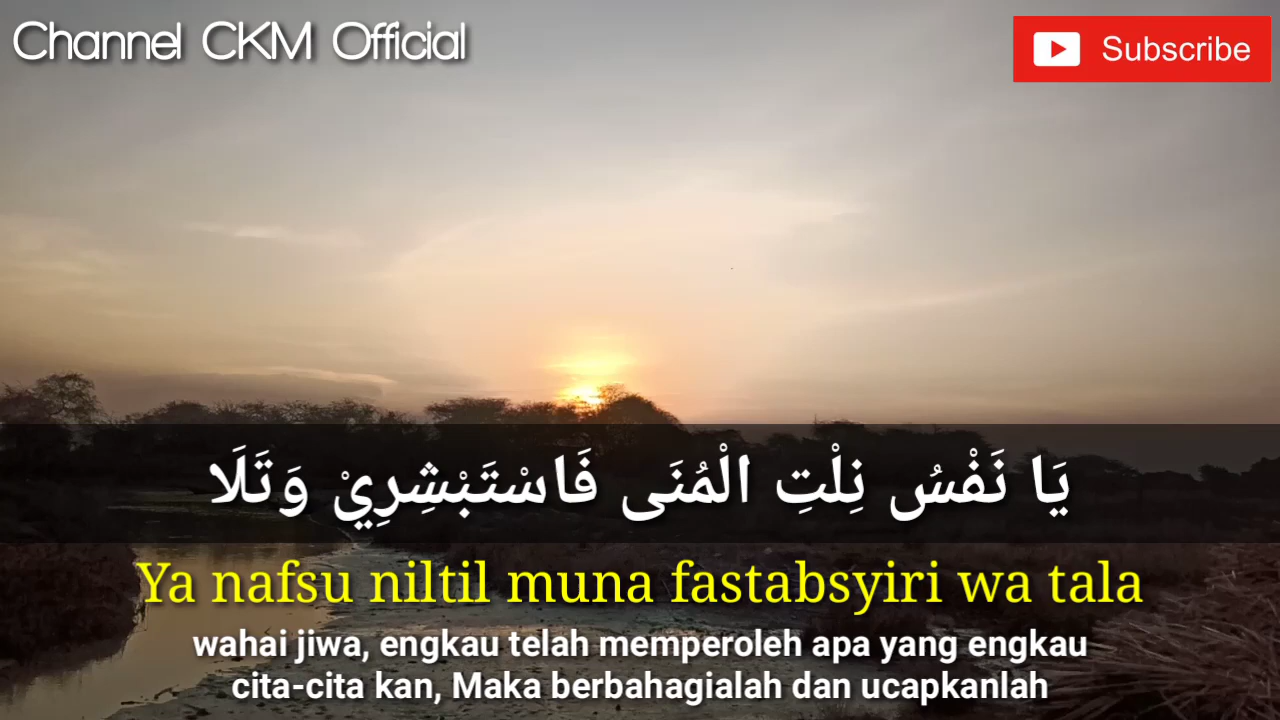 Channel CKM Official
Subscribe
يَا نَفْسُ نِلْتِ الْمُنَى فَاسْتَبْشِرِيْ وَتَلَا
Ya nafsu niltil muna fastabsyiri wa tala
wahai jiwa, engkau telah memperoleh apa yang engkau
cita-cita kan, Maka berbahagialah dan ucapkanlah